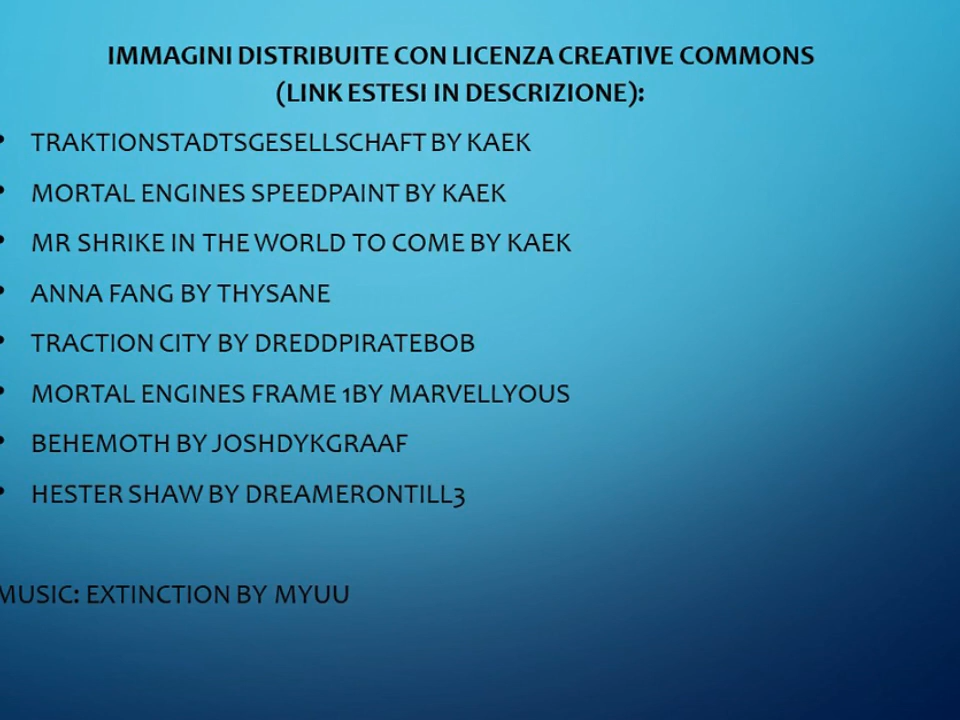 IMMAGINI DISTRIBUITE CON LICENZA CREATIVE COMMONS
(LINK ESTESI IN DESCRIZIONE):
• TRAKTIONSTADTSGESELLSCHAFT BY KAEK
• MORTAL ENGINES SPEEDPAINT BY KAEK
• MR SHRIKE IN THE WORLD TO COME BY KAEK
• ANNA FANG BY THYSANE
• TRACTION CITY BY DREDDPIRATEBOB
• MORTAL ENGINES FRAME 1BY MARVELLYOUS
• BEHEMOTH BY JOSHDYKGRAAF
• HESTER SHAW BY DREAMERONTILL3
MUSIC: EXTINCTION BY MYUU